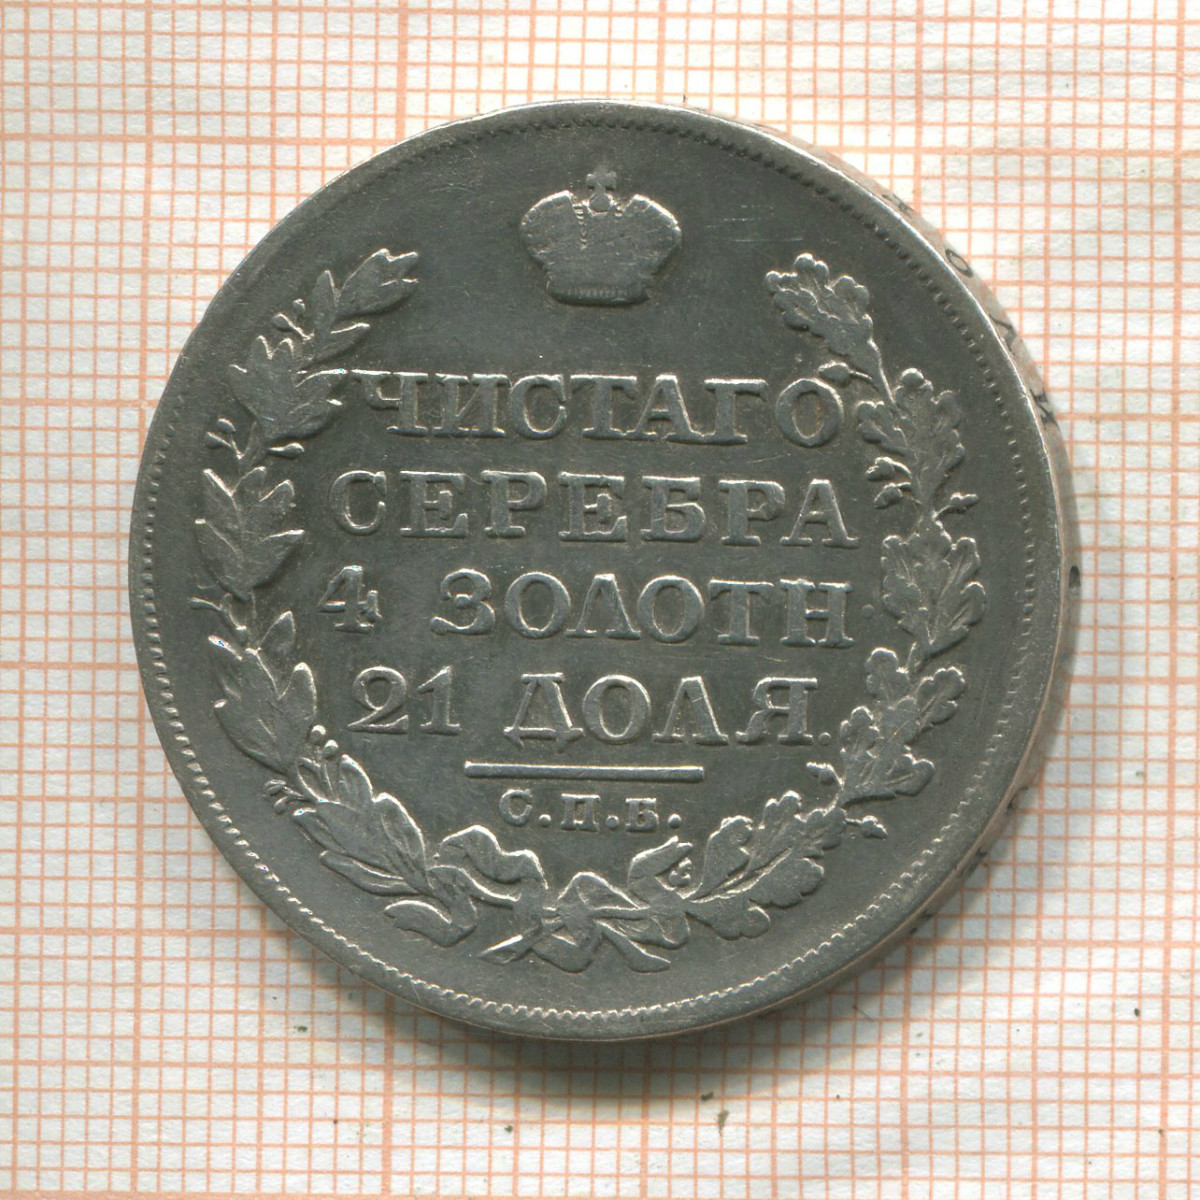 ЧИСТАГО
СЕРЕБРА
4 ЗОЛОТН
21 ДОЛЯ.
С.П.Б.